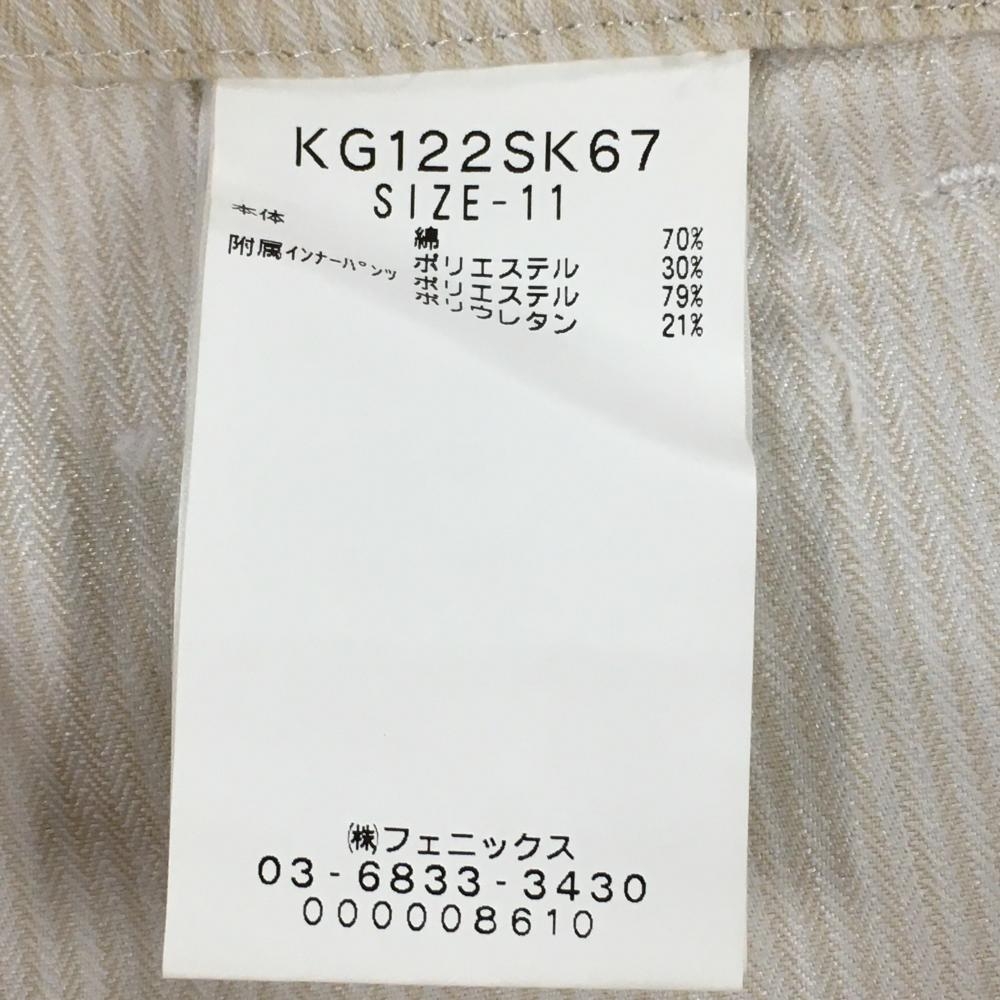 KG122SK67
SIZE-11
本体 綿 70%
ポリエステル 30%
附属インナーパンツ ポリエステル 79%
ポリウレタン 21%
㈱フェニックス
03-6833-3430
000008610